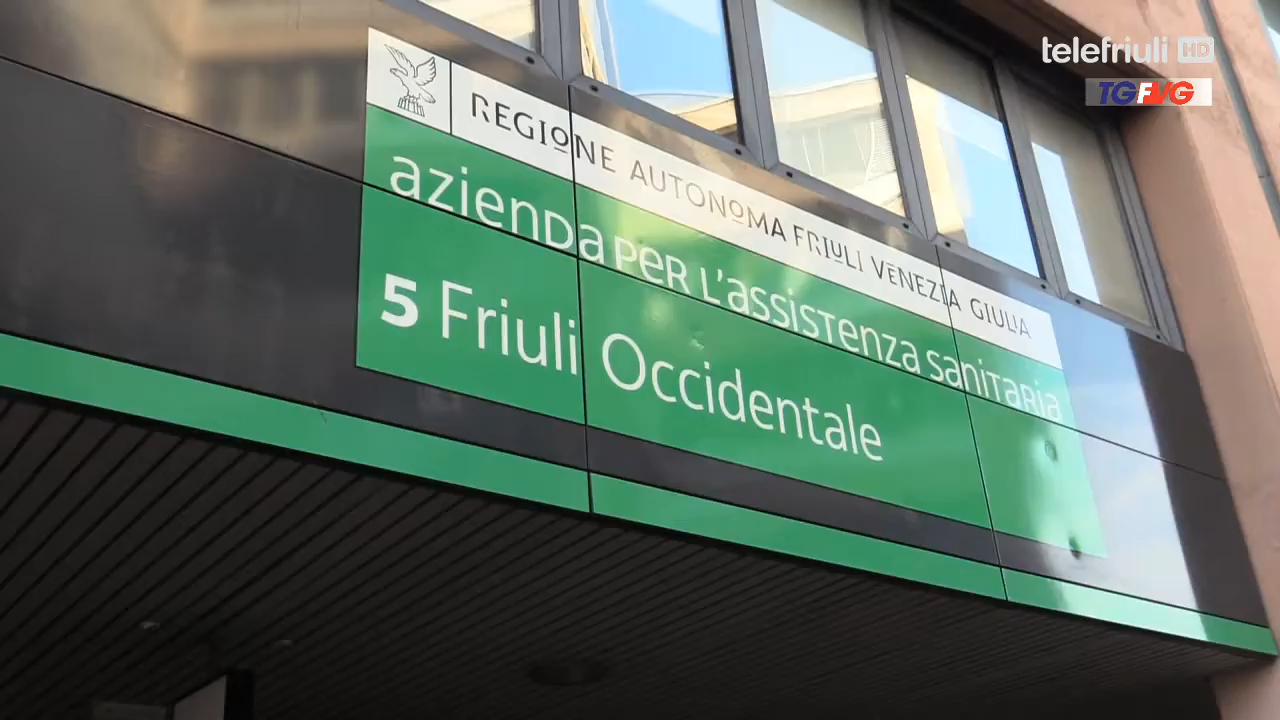 telefriuli HD
TGFVG
REGIONE AUTONOMA FRIULI VENEZIA GIULIA
azienda per l'assistenza sanitaria
5 Friuli Occidentale